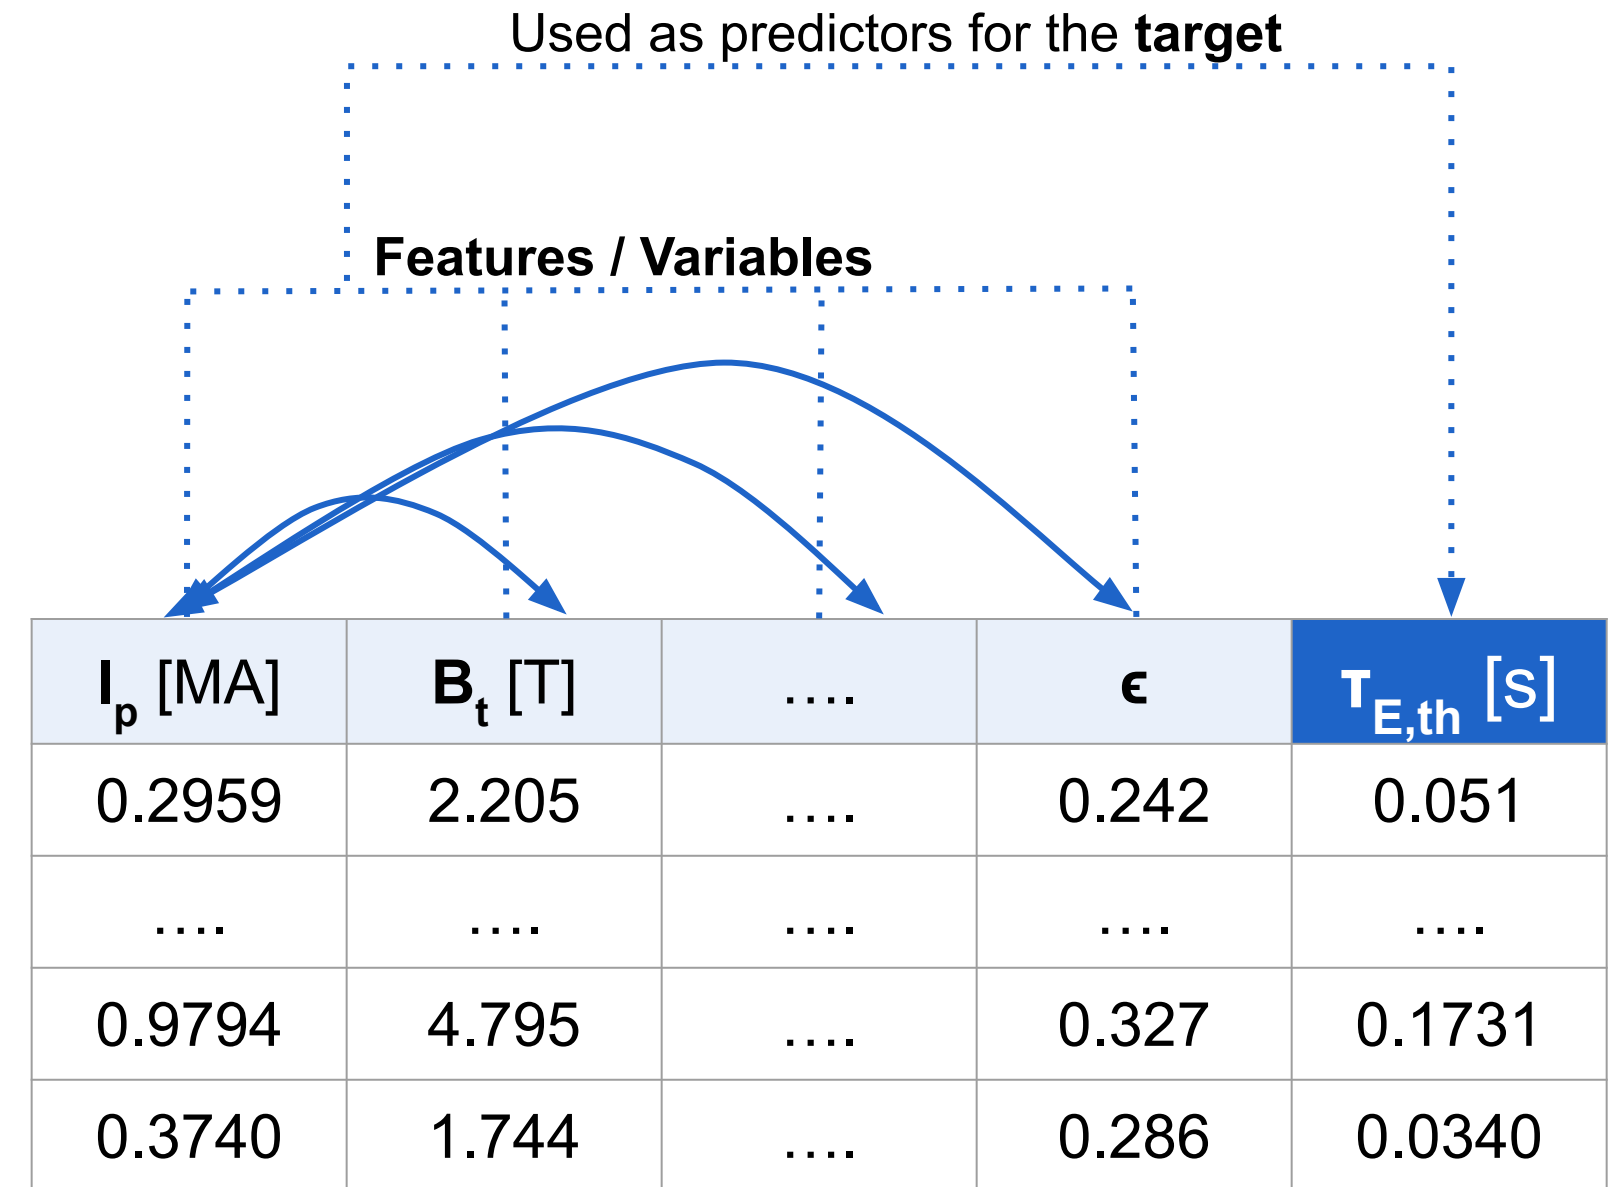 Used as predictors for the target
Features / Variables
Ip [MA] Bt [T] .... ϵ τE,th [s]
0.2959 2.205 .... 0.242 0.051
.... .... .... .... ....
0.9794 4.795 .... 0.327 0.1731
0.3740 1.744 .... 0.286 0.0340